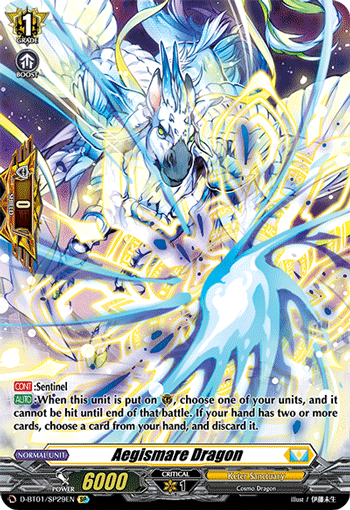 1
GRADE
BOOST
SHIELD
0
CONT :Sentinel
AUTO :When this unit is put on , choose one of your units, and it
cannot be hit until end of that battle. If your hand has two or more
cards, choose a card from your hand, and discard it.
NORMAL UNIT
Aegismare Dragon
POWER 6000
CRITICAL
1
Keter Sanctuary
Cosmo Dragon
D-BT01/SP29EN SP
Illust / 伊藤未生